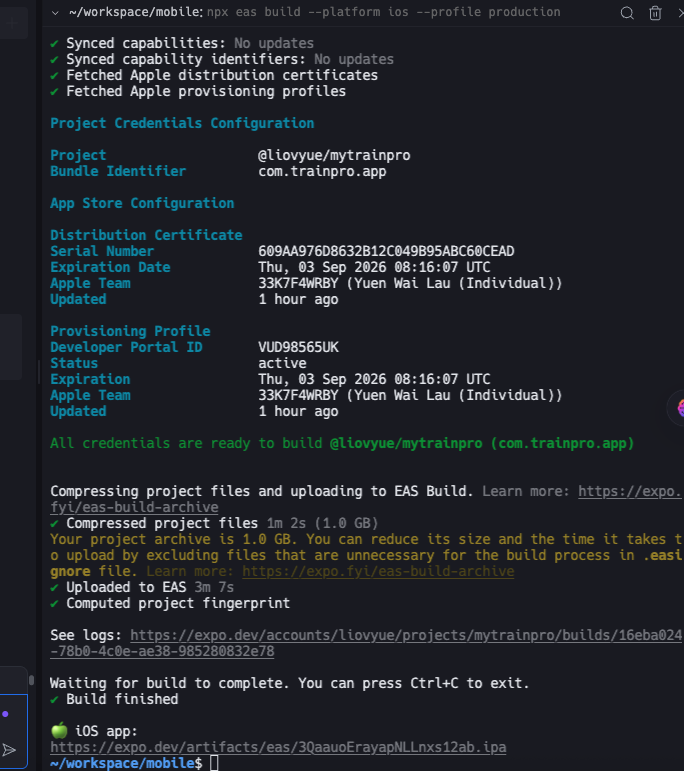 ~/workspace/mobile: npx eas build --platform ios --profile production
✔ Synced capabilities: No updates
✔ Synced capability identifiers: No updates
✔ Fetched Apple distribution certificates
✔ Fetched Apple provisioning profiles
Project Credentials Configuration
Project @liovyue/mytrainpro
Bundle Identifier com.trainpro.app
App Store Configuration
Distribution Certificate
Serial Number 609AA976D8632B12C049B95ABC60CEAD
Expiration Date Thu, 03 Sep 2026 08:16:07 UTC
Apple Team 33K7F4WRBY (Yuen Wai Lau (Individual))
Updated 1 hour ago
Provisioning Profile
Developer Portal ID VUD98565UK
Status active
Expiration Thu, 03 Sep 2026 08:16:07 UTC
Apple Team 33K7F4WRBY (Yuen Wai Lau (Individual))
Updated 1 hour ago
All credentials are ready to build @liovyue/mytrainpro (com.trainpro.app)
Compressing project files and uploading to EAS Build. Learn more: https://expo.
fyi/eas-build-archive
✔ Compressed project files 1m 2s (1.0 GB)
Your project archive is 1.0 GB. You can reduce its size and the time it takes t
o upload by excluding files that are unnecessary for the build process in .easi
gnore file. Learn more: https://expo.fyi/eas-build-archive
✔ Uploaded to EAS 3m 7s
✔ Computed project fingerprint
See logs: https://expo.dev/accounts/liovyue/projects/mytrainpro/builds/16eba024
-78b0-4c0e-ae38-985280832e78
Waiting for build to complete. You can press Ctrl+C to exit.
✔ Build finished
🍏 iOS app:
https://expo.dev/artifacts/eas/3QaauoErayapNLLnxs12ab.ipa
~/workspace/mobile$